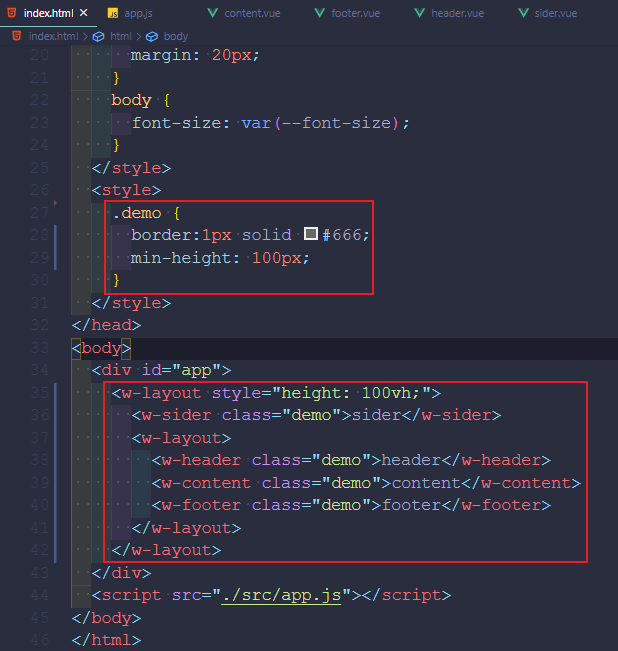 index.html × JS app.js content.vue footer.vue header.vue sider.vue
index.html > html > body
20 margin: 20px;
21 }
22 body {
23 font-size: var(--font-size);
24 }
25 </style>
26 <style>
27 .demo {
28 border:1px solid #666;
29 min-height: 100px;
30 }
31 </style>
32 </head>
33 <body>
34 <div id="app">
35 <w-layout style="height: 100vh;">
36 <w-sider class="demo">sider</w-sider>
37 <w-layout>
38 <w-header class="demo">header</w-header>
39 <w-content class="demo">content</w-content>
40 <w-footer class="demo">footer</w-footer>
41 </w-layout>
42 </w-layout>
43 </div>
44 <script src="./src/app.js"></script>
45 </body>
46 </html>